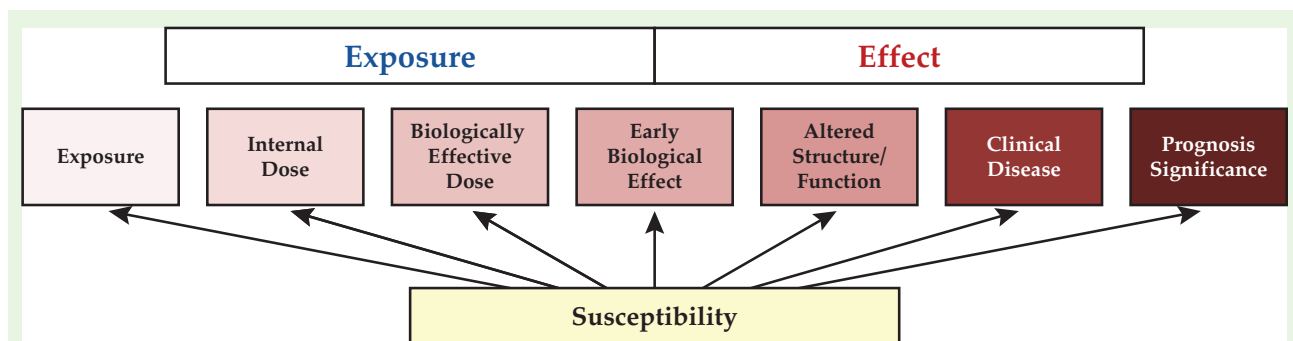 Exposure
Effect
Exposure
Internal
Dose
Biologically
Effective
Dose
Early
Biological
Effect
Altered
Structure/
Function
Clinical
Disease
Prognosis
Significance
Susceptibility